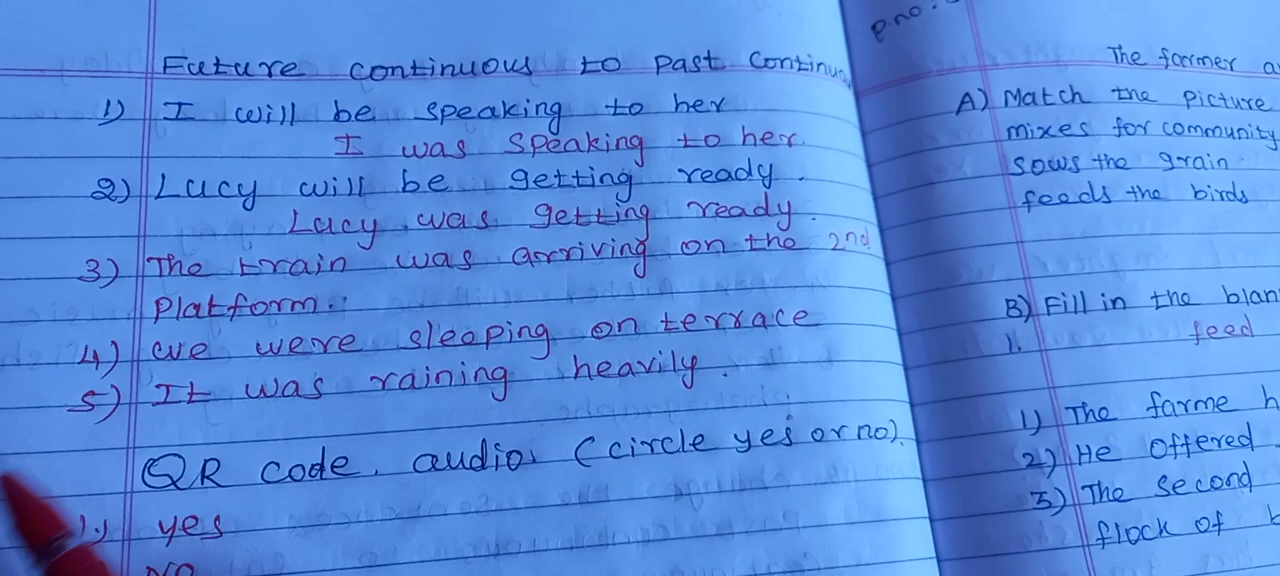 Future continuous to past continu
1) I will be speaking to her
I was speaking to her.
2) Lucy will be getting ready.
Lucy was getting ready.
3) The train was arriving on the 2nd
Platform.
4) we were sleeping on terrace
5) It was raining heavily.
QR code. audio. (circle yes or no).
1) yes
NO
p.no.
The farmer a
A) Match the picture
mixes for community
sows the grain.
feeds the birds
B) Fill in the blan
1. feed
1) The farme h
2) He offered
3) The second
flock of b